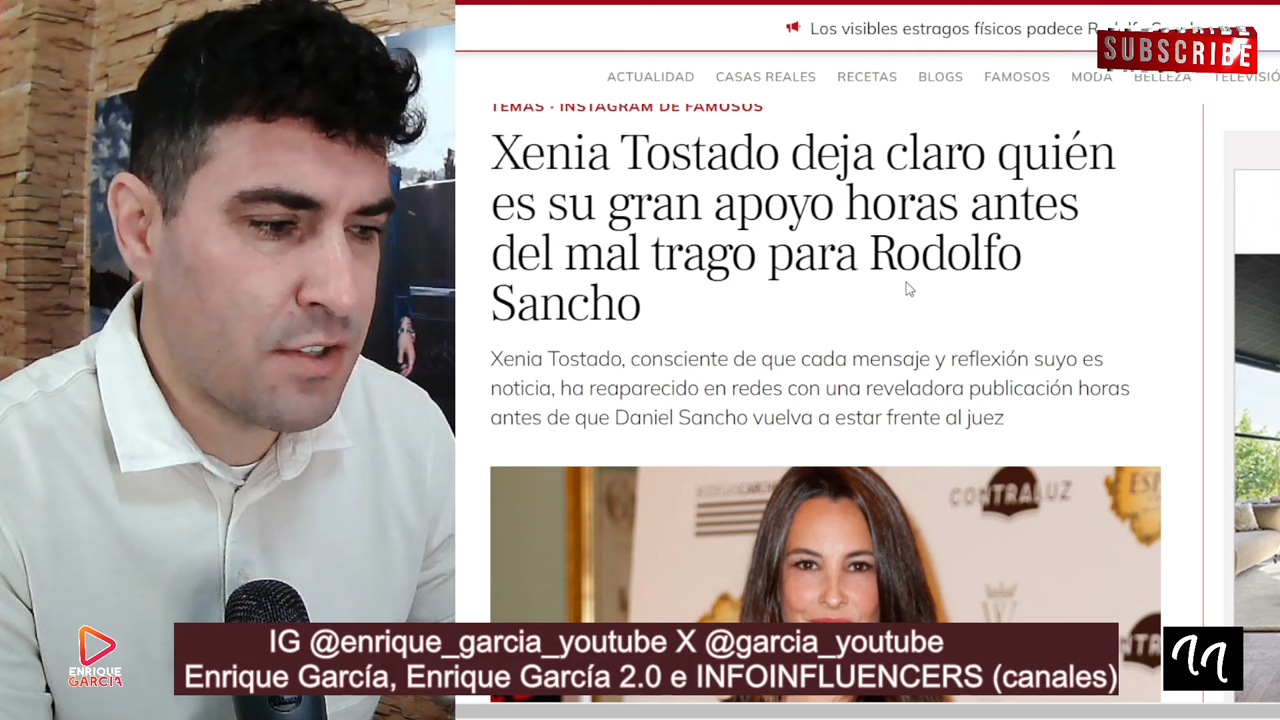 Los visibles estragos físicos padece
SUBSCRIBE
ACTUALIDAD CASAS REALES RECETAS BLOGS FAMOSOS MODA BELLEZA TELEVISIÓ
TEMAS · INSTAGRAM DE FAMOSOS
Xenia Tostado deja claro quién
es su gran apoyo horas antes
del mal trago para Rodolfo
Sancho
Xenia Tostado, consciente de que cada mensaje y reflexión suyo es
noticia, ha reaparecido en redes con una reveladora publicación horas
antes de que Daniel Sancho vuelva a estar frente al juez
CONTRALUZ
IG @enrique_garcia_youtube X @garcia_youtube
Enrique García, Enrique García 2.0 e INFOINFLUENCERS (canales)
ENRIQUE
GARCÍA